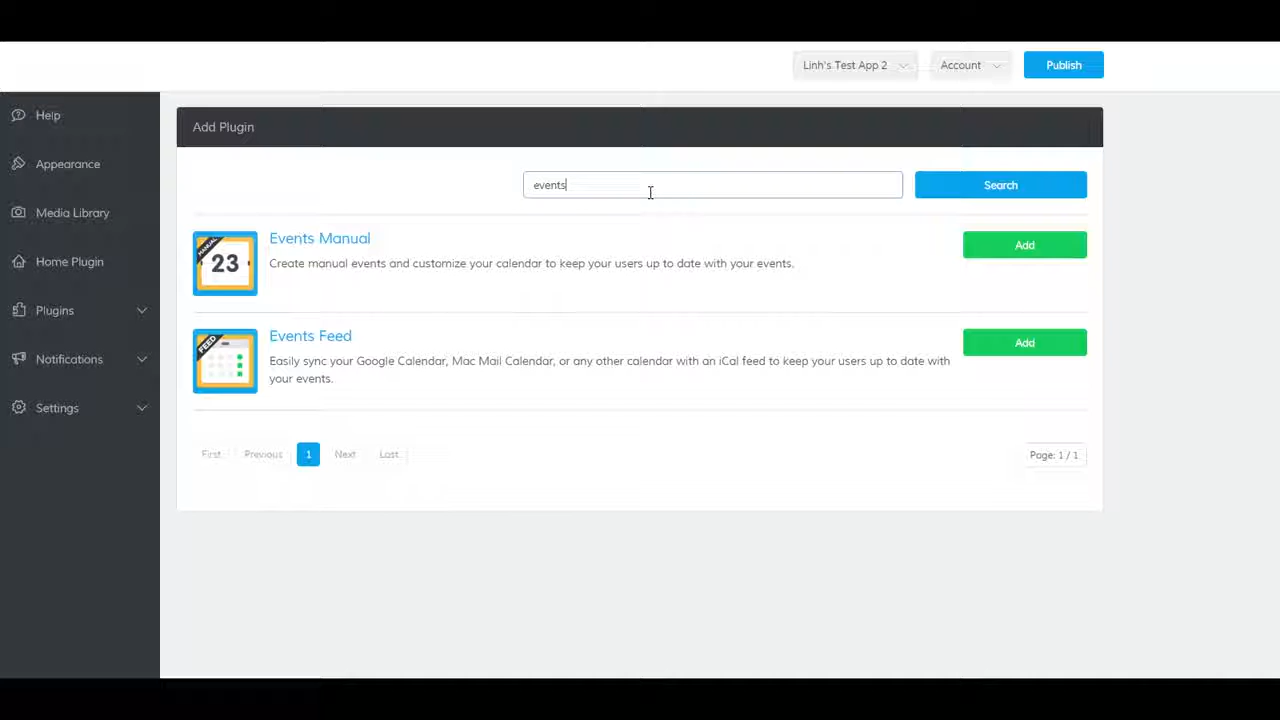 Linh's Test App 2
Account
Publish
Help
Appearance
Media Library
Home Plugin
Plugins
Notifications
Settings
Add Plugin
events
Search
MANUAL
23
Events Manual
Create manual events and customize your calendar to keep your users up to date with your events.
Add
FEED
Events Feed
Easily sync your Google Calendar, Mac Mail Calendar, or any other calendar with an iCal feed to keep your users up to date with
your events.
Add
First
Previous
1
Next
Last
Page: 1 / 1